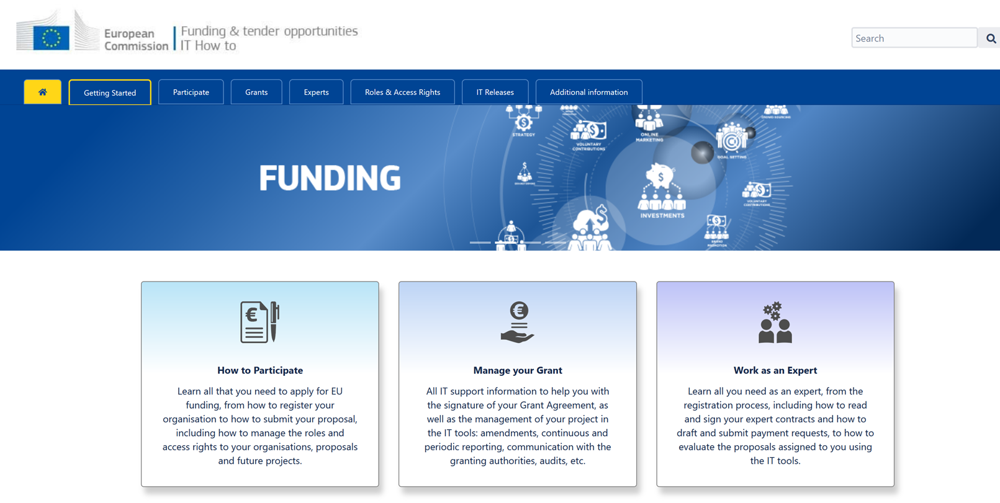 European
Commission
Funding & tender opportunities
IT How to
Search
Getting Started
Participate
Grants
Experts
Roles & Access Rights
IT Releases
Additional information
FUNDING
STRATEGY
VOLUNTARY
CONTRIBUTIONS
ONLINE
MARKETING
CROWD SOURCING
GOAL SETTING
INVESTMENTS
VOLUNTARY
CONTRIBUTIONS
BRAND
PROMOTION
How to Participate
Learn all that you need to apply for EU
funding, from how to register your
organisation to how to submit your proposal,
including how to manage the roles and
access rights to your organisations, proposals
and future projects.
Manage your Grant
All IT support information to help you with
the signature of your Grant Agreement, as
well as the management of your project in
the IT tools: amendments, continuous and
periodic reporting, communication with the
granting authorities, audits, etc.
Work as an Expert
Learn all you need as an expert, from the
registration process, including how to read
and sign your expert contracts and how to
draft and submit payment requests, to how to
evaluate the proposals assigned to you using
the IT tools.